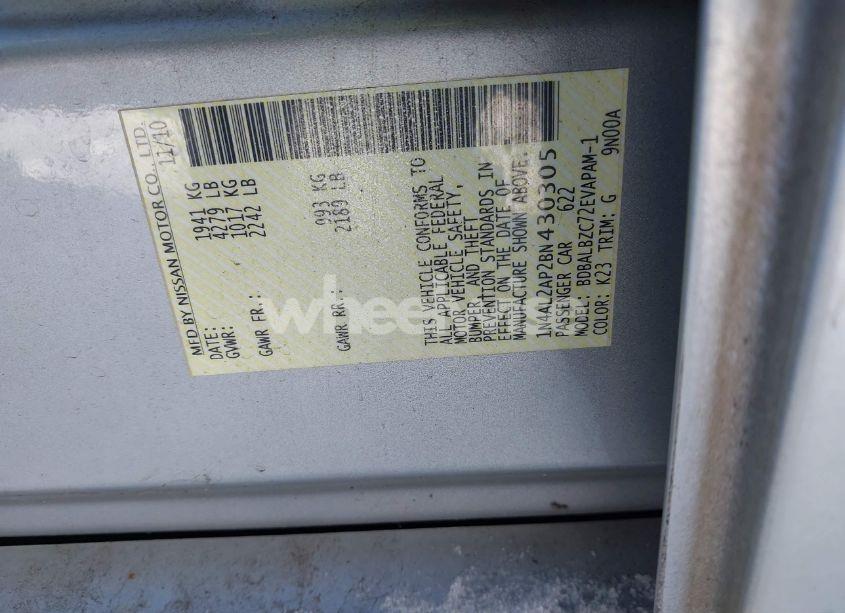 MFD BY NISSAN MOTOR CO., LTD.
DATE: 11/10
GVWR: 1941 KG
4279 LB
GAWR FR.: 1017 KG
2242 LB
GAWR RR.: 993 KG
2189 LB
THIS VEHICLE CONFORMS TO
ALL APPLICABLE FEDERAL
MOTOR VEHICLE SAFETY,
BUMPER, AND THEFT
PREVENTION STANDARDS IN
EFFECT ON THE DATE OF
MANUFACTURE SHOWN ABOVE.
1N4AL2AP2BN430305
PASSENGER CAR 622
MODEL: BDBALBZC72EVAPAM-1
COLOR: K23 TRIM: G 9N00A